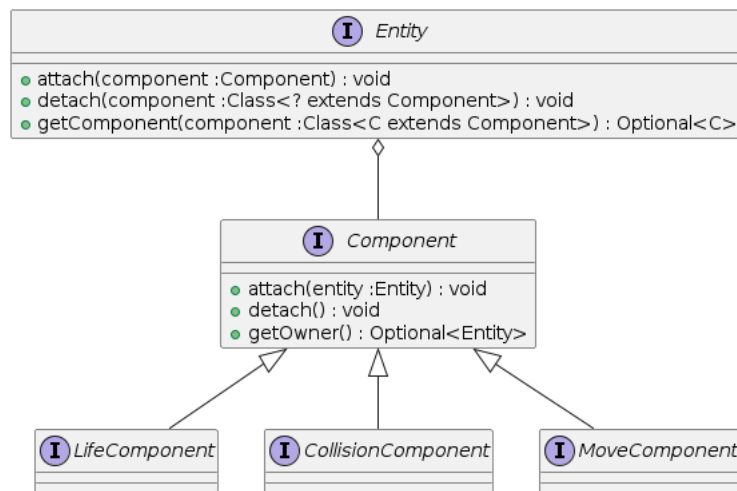 I Entity
attach(component :Component) : void
detach(component :Class<? extends Component>) : void
getComponent(component :Class<C extends Component>) : Optional<C>
I Component
attach(entity :Entity) : void
detach() : void
getOwner() : Optional<Entity>
I LifeComponent
I CollisionComponent
I MoveComponent